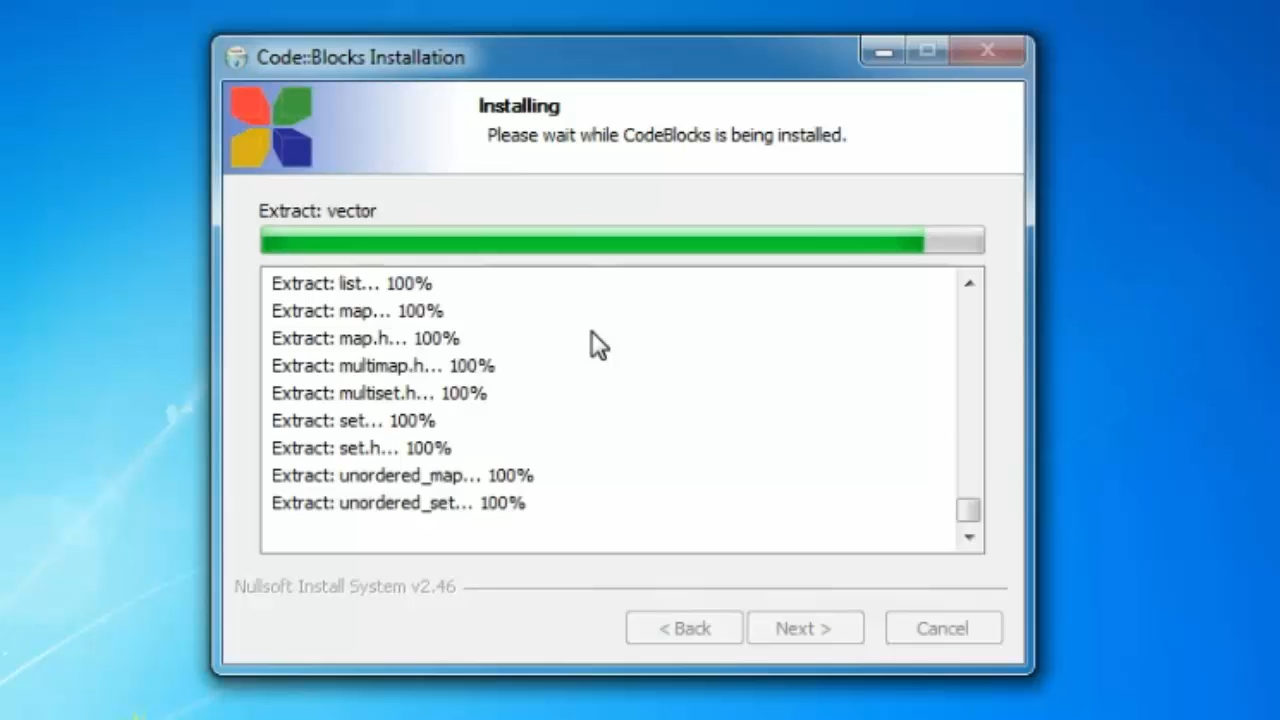 Code::Blocks Installation
Installing
Please wait while CodeBlocks is being installed.
Extract: vector
Extract: list... 100%
Extract: map... 100%
Extract: map.h... 100%
Extract: multimap.h... 100%
Extract: multiset.h... 100%
Extract: set... 100%
Extract: set.h... 100%
Extract: unordered_map... 100%
Extract: unordered_set... 100%
Nullsoft Install System v2.46
< Back Next > Cancel